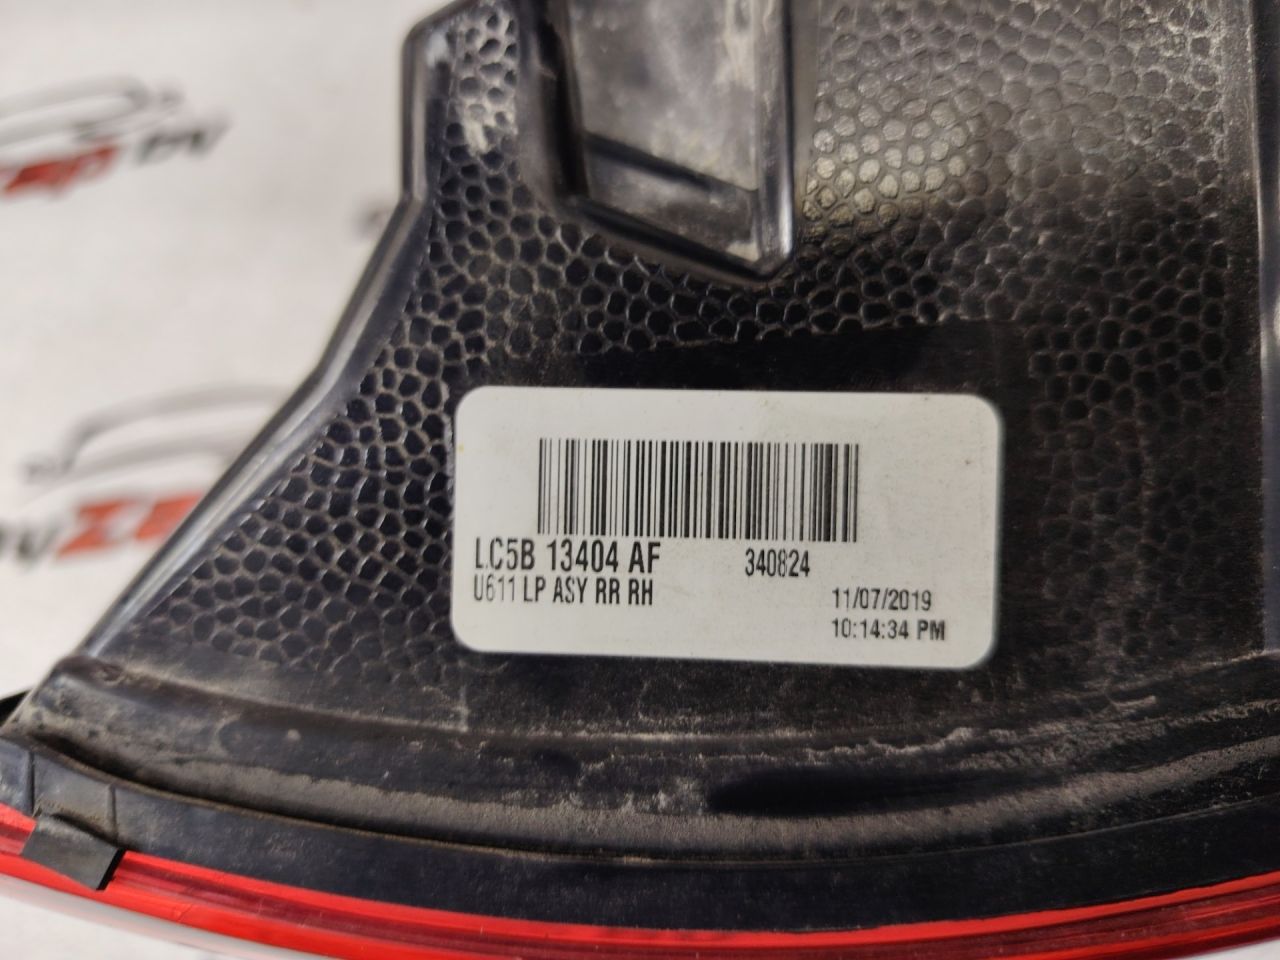 LC5B 13404 AF 340824
U611 LP ASY RR RH
11/07/2019
10:14:34 PM